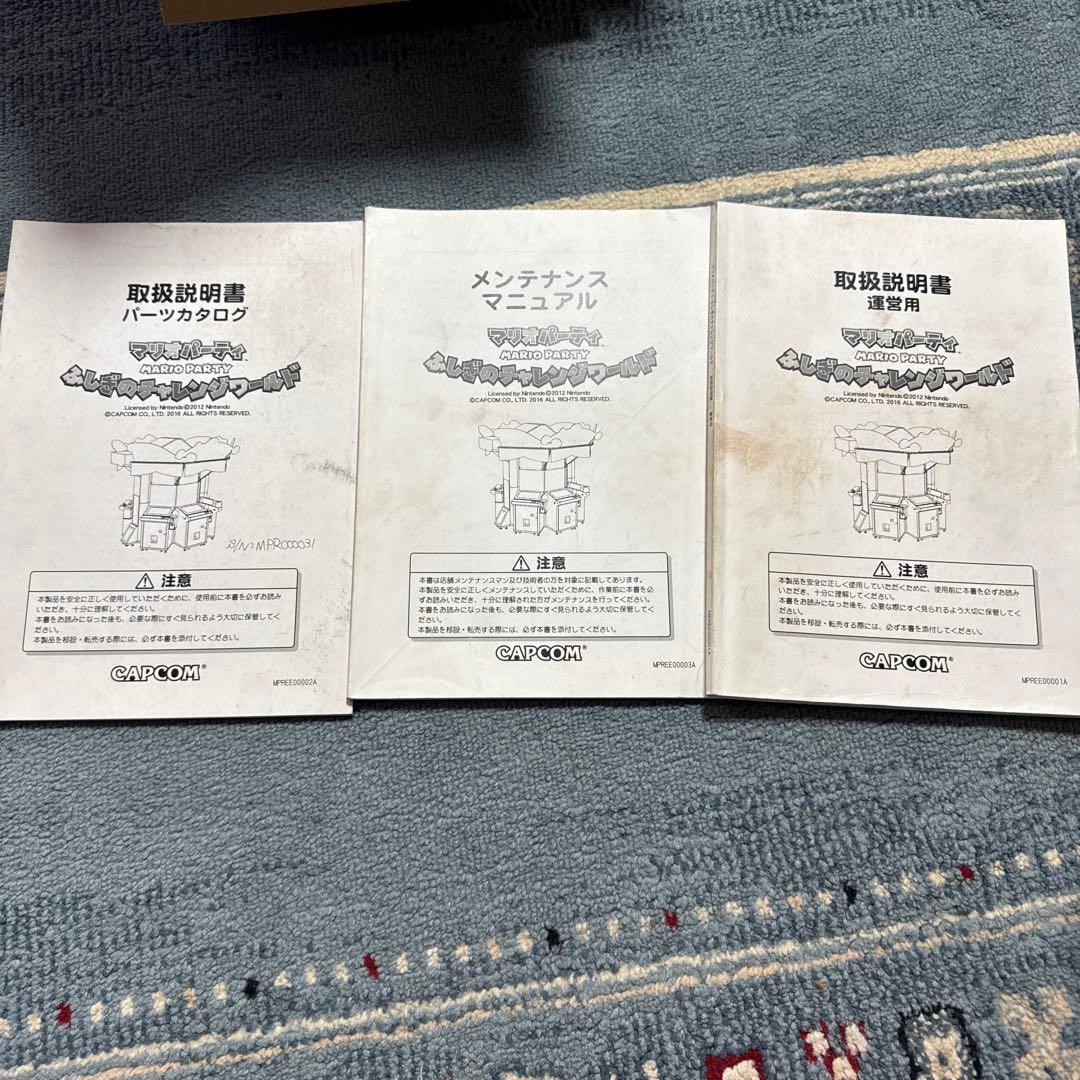 取扱説明書
パーツカタログ
マリオパーティ
MARIO PARTY
ふしぎのチャレンジワールド
Licensed by Nintendo ©2012 Nintendo
©CAPCOM CO., LTD. 2016 ALL RIGHTS RESERVED.
S/N:MPR000031
注意
本製品を安全に正しく使用していただくために、使用前に本書を必ずお読み
いただき、十分に理解してください。
本書をお読みになった後も、必要な際にすぐ見られるよう大切に保管してく
ださい。
本製品を移設・転売する際には、必ず本書を添付してください。
CAPCOM®
MPREE00002A
メンテナンス
マニュアル
マリオパーティ™
MARIO PARTY
ふしぎのチャレンジワールド
Licensed by Nintendo ©2012 Nintendo
©CAPCOM CO., LTD. 2016 ALL RIGHTS RESERVED.
注意
本書は店舗メンテナンスマン及び技術者の方を対象に記載してあります。
本製品を安全に正しくメンテナンスしていただくために、作業前に本書を必
ずお読みいただき、十分に理解された方がメンテナンスを行ってください。
本書をお読みになった後も、必要な際にすぐ見られるよう大切に保管してく
ださい。
本製品を移設・転売する際には、必ず本書を添付してください。
CAPCOM®
MPREE00003A
取扱説明書
運営用
マリオパーティ™
MARIO PARTY
ふしぎのチャレンジワールド
Licensed by Nintendo ©2012 Nintendo
©CAPCOM CO., LTD. 2016 ALL RIGHTS RESERVED.
注意
本製品を安全に正しく使用していただくために、使用前に本書を必ずお読み
いただき、十分に理解してください。
本書をお読みになった後も、必要な際にすぐ見られるよう大切に保管してく
ださい。
本製品を移設・転売する際には、必ず本書を添付してください。
CAPCOM®
MPREE00001A
MPREE00001A